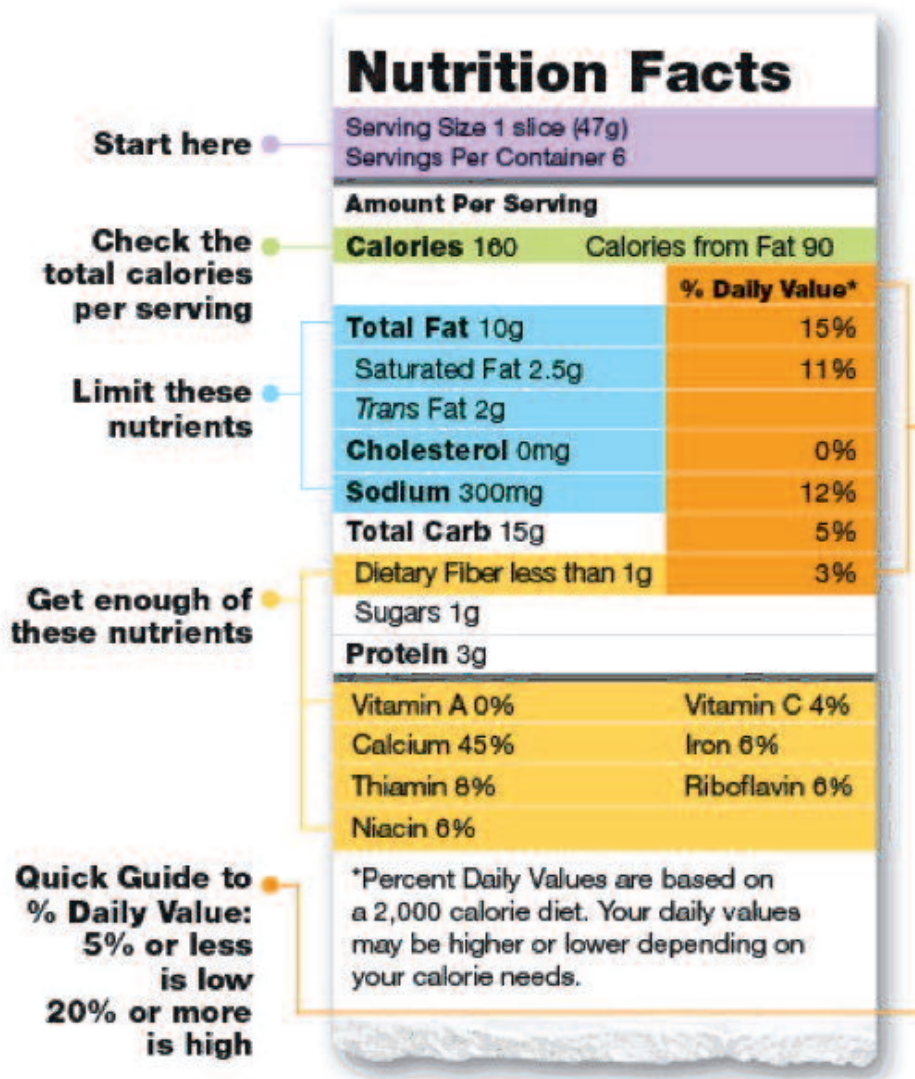 Nutrition Facts
Start here
Serving Size 1 slice (47g)
Servings Per Container 6
Amount Per Serving
Check the
total calories
per serving
Calories 160 Calories from Fat 90
% Daily Value*
Limit these
nutrients
Total Fat 10g 15%
Saturated Fat 2.5g 11%
Trans Fat 2g
Cholesterol 0mg 0%
Sodium 300mg 12%
Total Carb 15g 5%
Get enough of
these nutrients
Dietary Fiber less than 1g 3%
Sugars 1g
Protein 3g
Vitamin A 0% Vitamin C 4%
Calcium 45% Iron 6%
Thiamin 8% Riboflavin 6%
Niacin 6%
Quick Guide to
% Daily Value:
5% or less
is low
20% or more
is high
*Percent Daily Values are based on
a 2,000 calorie diet. Your daily values
may be higher or lower depending on
your calorie needs.